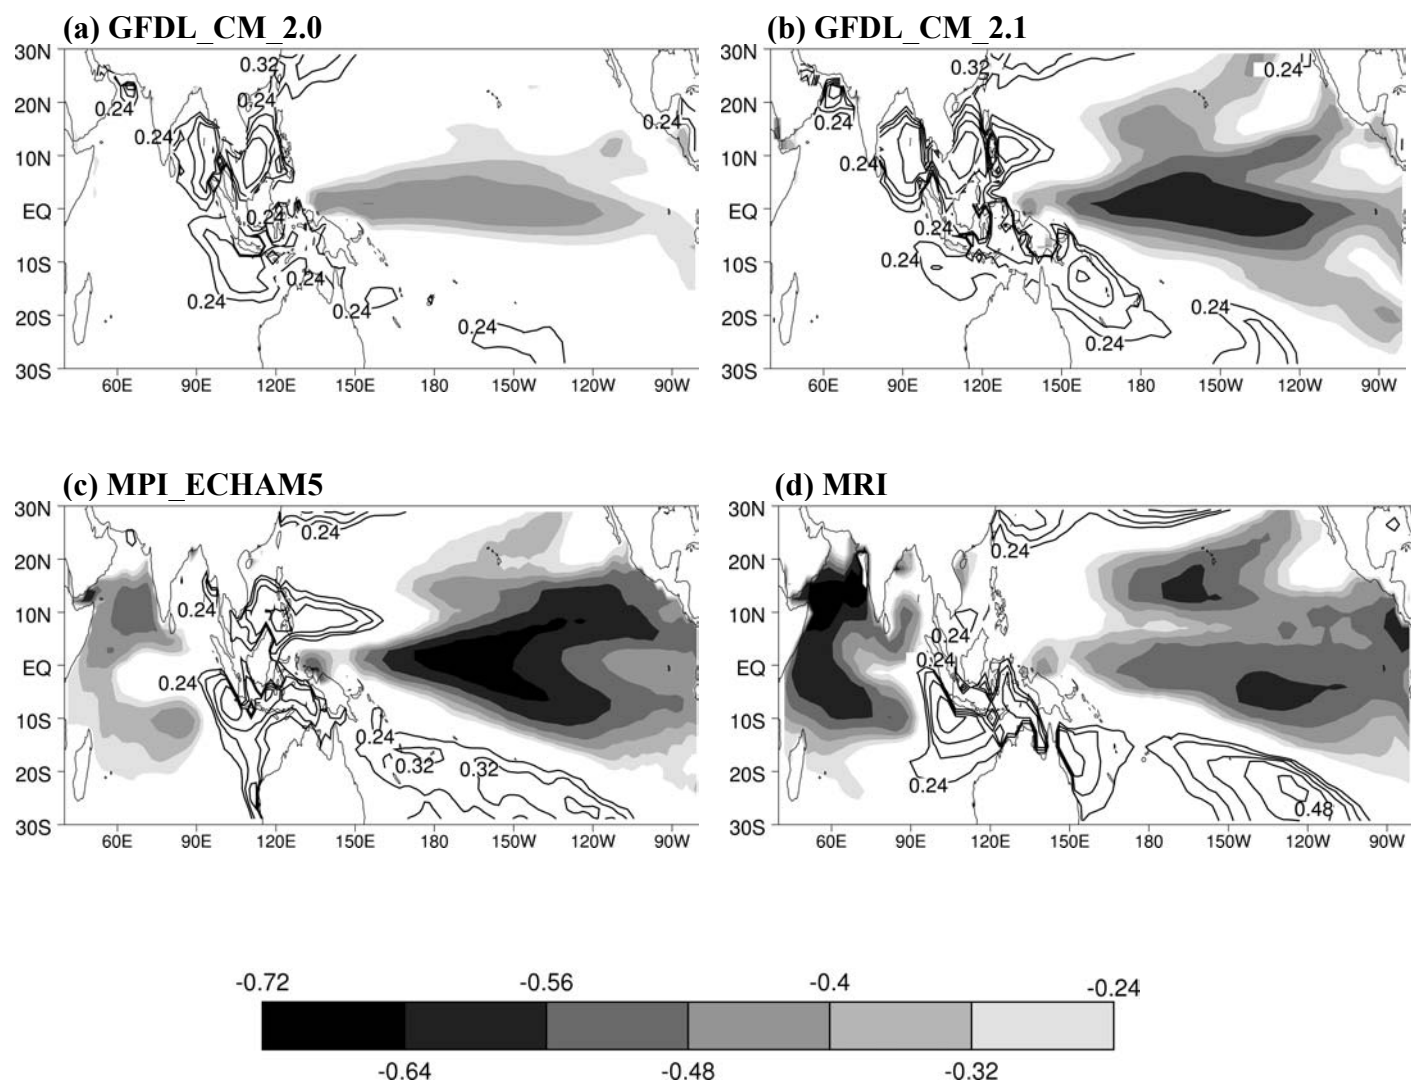 (a) GFDL_CM_2.0
(b) GFDL_CM_2.1
30N
20N
10N
EQ
10S
20S
30S
0.32
0.24
0.24
0.24
0.24
0.24
0.24
0.24
0.24
0.24
60E 90E 120E 150E 180 150W 120W 90W
30N
20N
10N
EQ
10S
20S
30S
0.32
0.24
0.24
0.24
0.24
0.24
0.24
0.24
60E 90E 120E 150E 180 150W 120W 90W
(c) MPI_ECHAM5
(d) MRI
30N
20N
10N
EQ
10S
20S
30S
0.24
0.24
0.24
0.24
0.32
0.32
60E 90E 120E 150E 180 150W 120W 90W
30N
20N
10N
EQ
10S
20S
30S
0.24
0.24
0.24
0.24
0.48
60E 90E 120E 150E 180 150W 120W 90W
-0.72 -0.56 -0.4 -0.24
-0.64 -0.48 -0.32